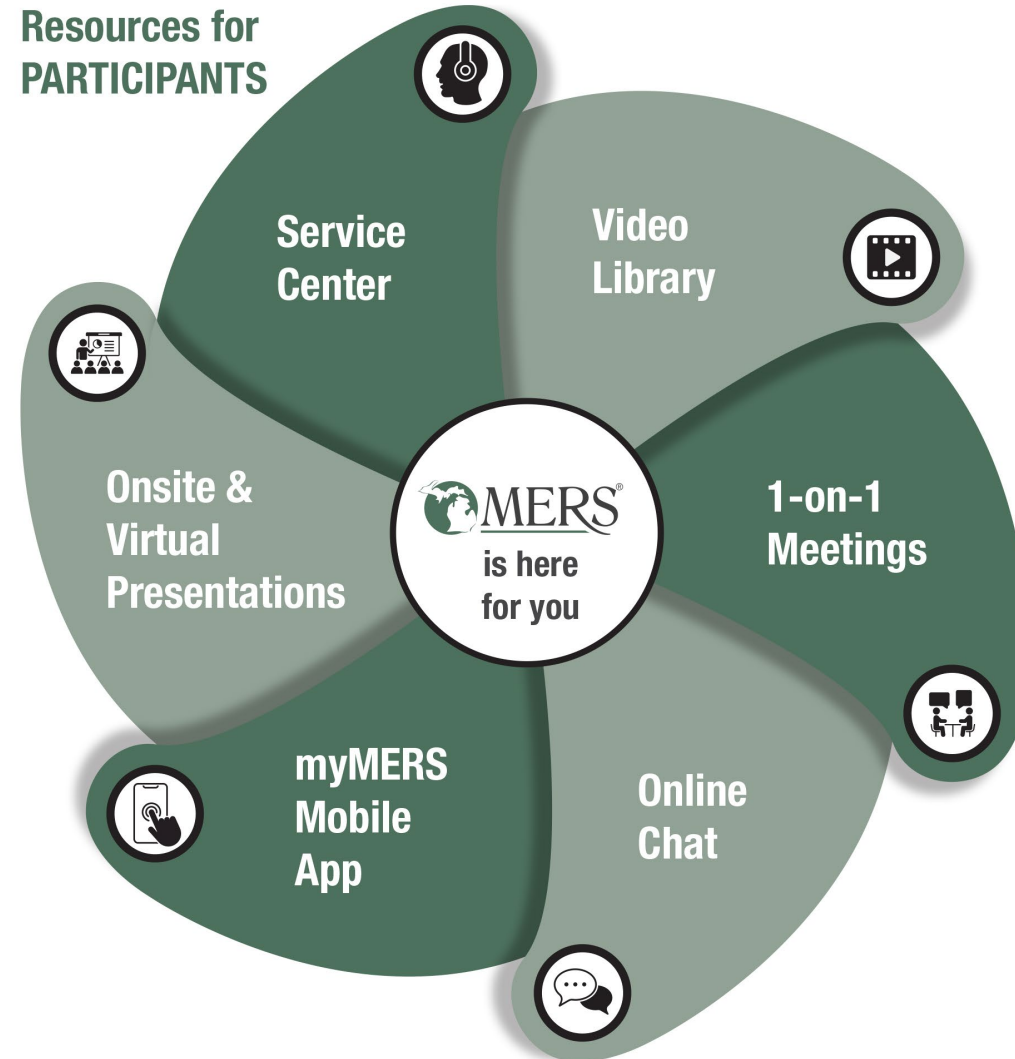 Resources for
PARTICIPANTS
Service
Center
Video
Library
Onsite &
Virtual
Presentations
MERS®
is here
for you
1-on-1
Meetings
myMERS
Mobile
App
Online
Chat